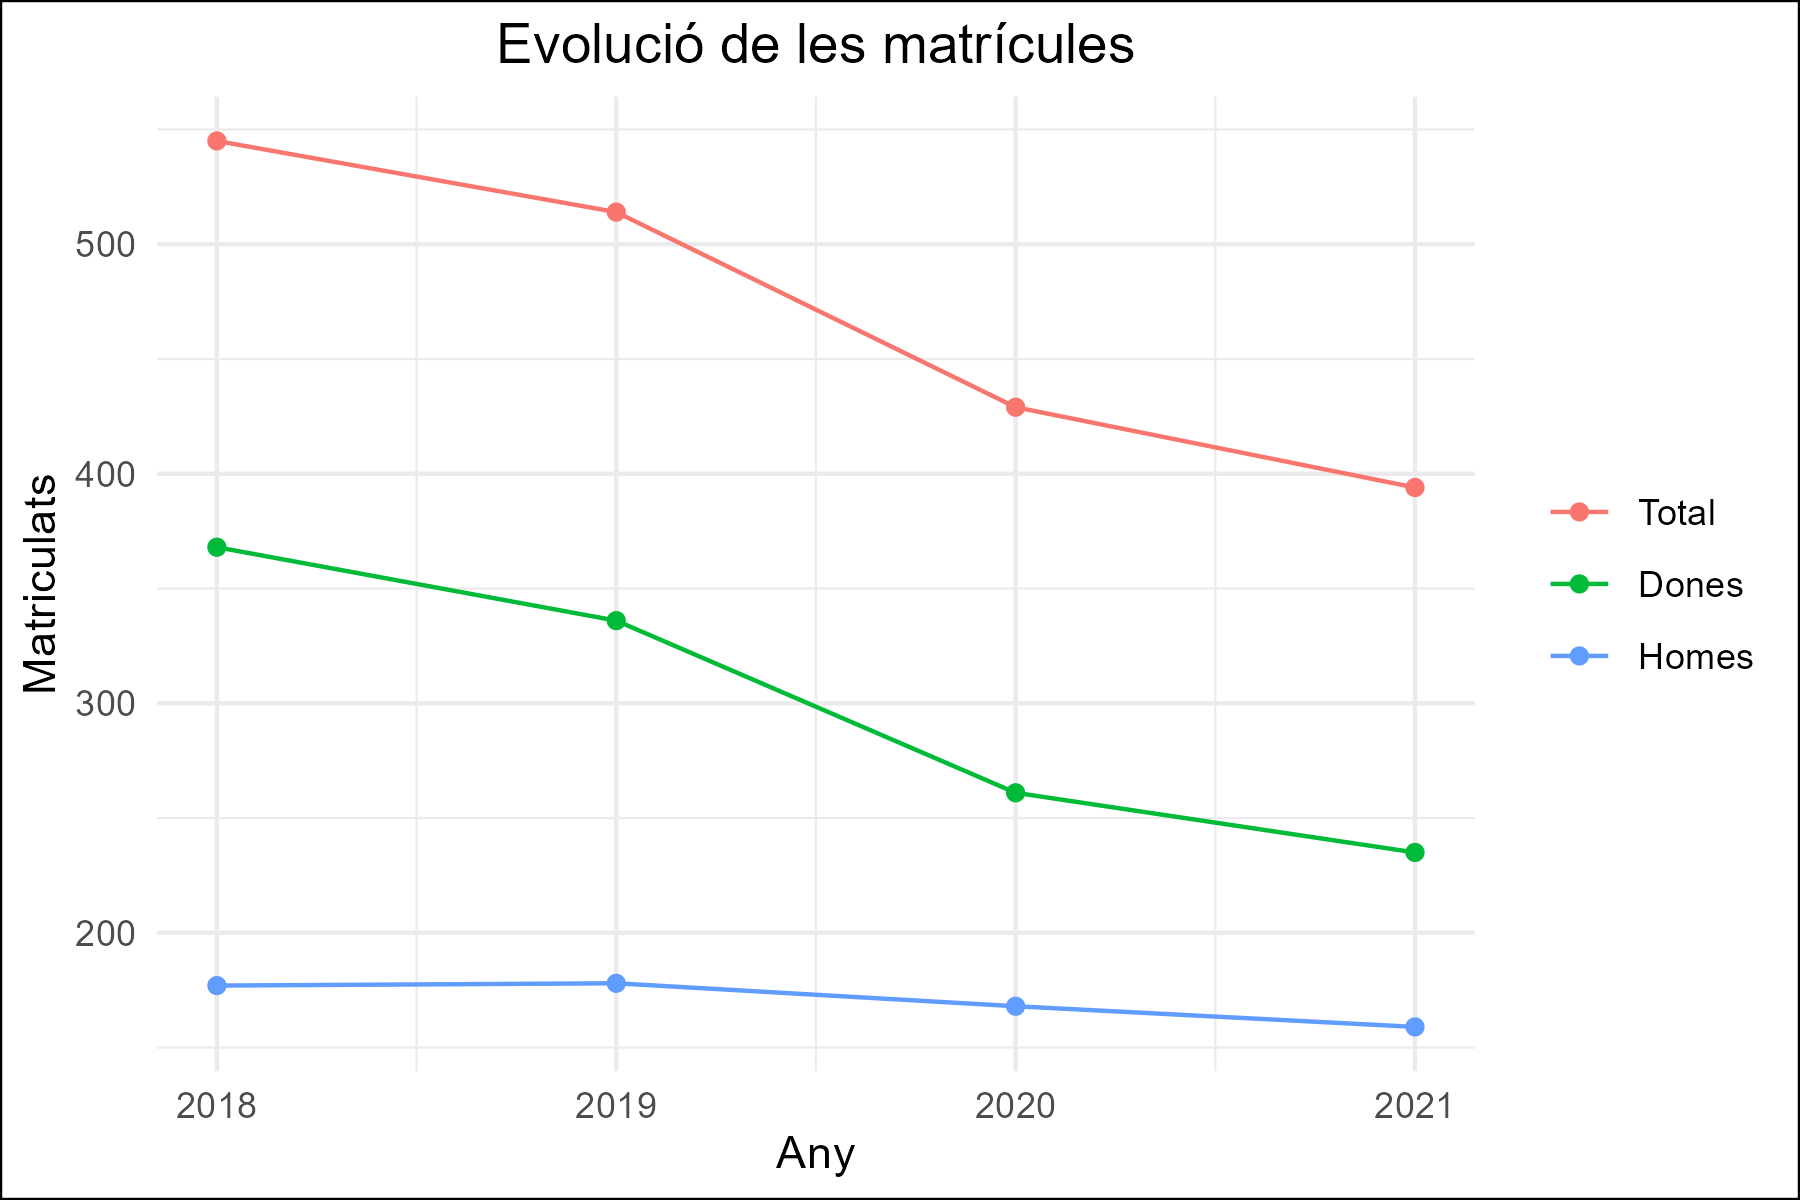 Evolució de les matrícules
Matriculats
500
400
300
200
2018
2019
2020
2021
Any
Total
Dones
Homes